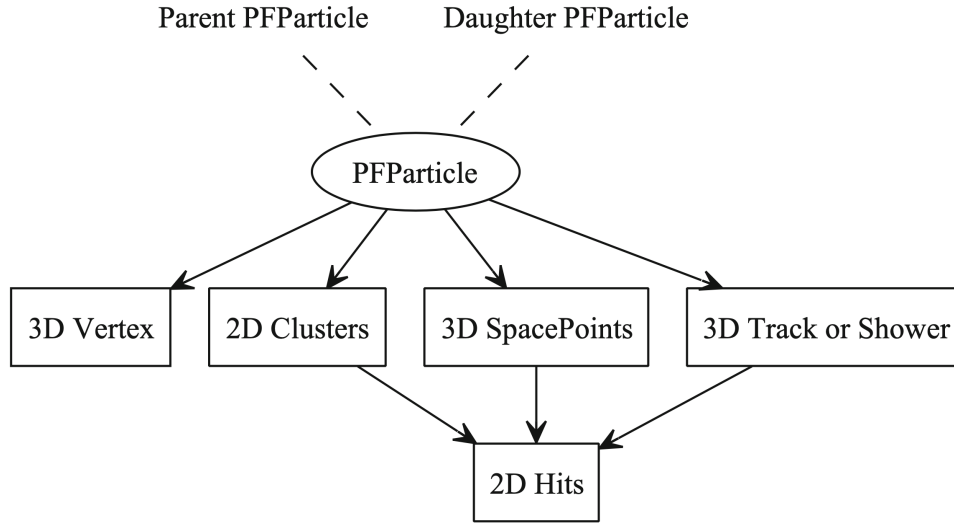 Parent PFParticle
Daughter PFParticle
PFParticle
3D Vertex
2D Clusters
3D SpacePoints
3D Track or Shower
2D Hits